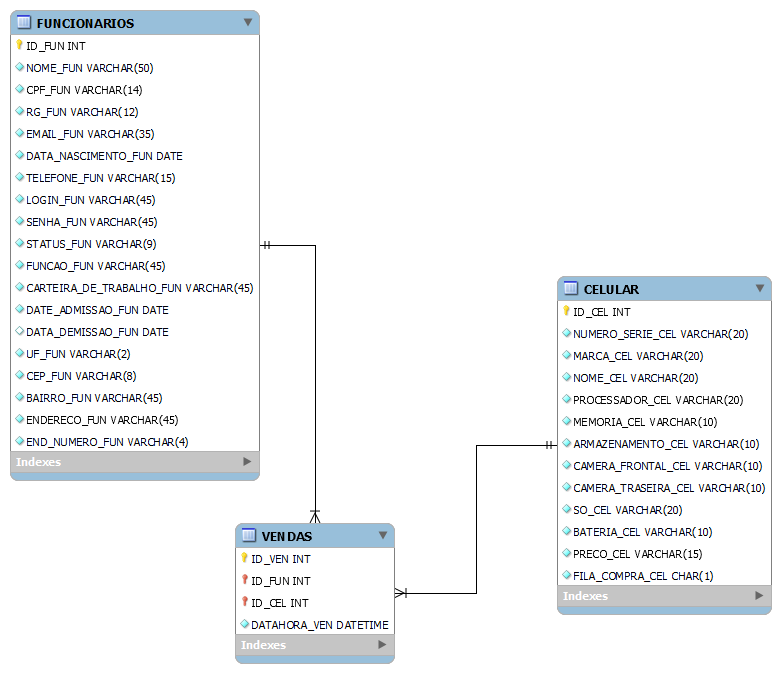 FUNCIONARIOS
ID_FUN INT
NOME_FUN VARCHAR(50)
CPF_FUN VARCHAR(14)
RG_FUN VARCHAR(12)
EMAIL_FUN VARCHAR(35)
DATA_NASCIMENTO_FUN DATE
TELEFONE_FUN VARCHAR(15)
LOGIN_FUN VARCHAR(45)
SENHA_FUN VARCHAR(45)
STATUS_FUN VARCHAR(9)
FUNCAO_FUN VARCHAR(45)
CARTEIRA_DE_TRABALHO_FUN VARCHAR(45)
DATE_ADMISSAO_FUN DATE
DATA_DEMISSAO_FUN DATE
UF_FUN VARCHAR(2)
CEP_FUN VARCHAR(8)
BAIRRO_FUN VARCHAR(45)
ENDERECO_FUN VARCHAR(45)
END_NUMERO_FUN VARCHAR(4)
Indexes
CELULAR
ID_CEL INT
NUMERO_SERIE_CEL VARCHAR(20)
MARCA_CEL VARCHAR(20)
NOME_CEL VARCHAR(20)
PROCESSADOR_CEL VARCHAR(20)
MEMORIA_CEL VARCHAR(10)
ARMAZENAMENTO_CEL VARCHAR(10)
CAMERA_FRONTAL_CEL VARCHAR(10)
CAMERA_TRASEIRA_CEL VARCHAR(10)
SO_CEL VARCHAR(20)
BATERIA_CEL VARCHAR(10)
PRECO_CEL VARCHAR(15)
FILA_COMPRA_CEL CHAR(1)
Indexes
VENDAS
ID_VEN INT
ID_FUN INT
ID_CEL INT
DATAHORA_VEN DATETIME
Indexes